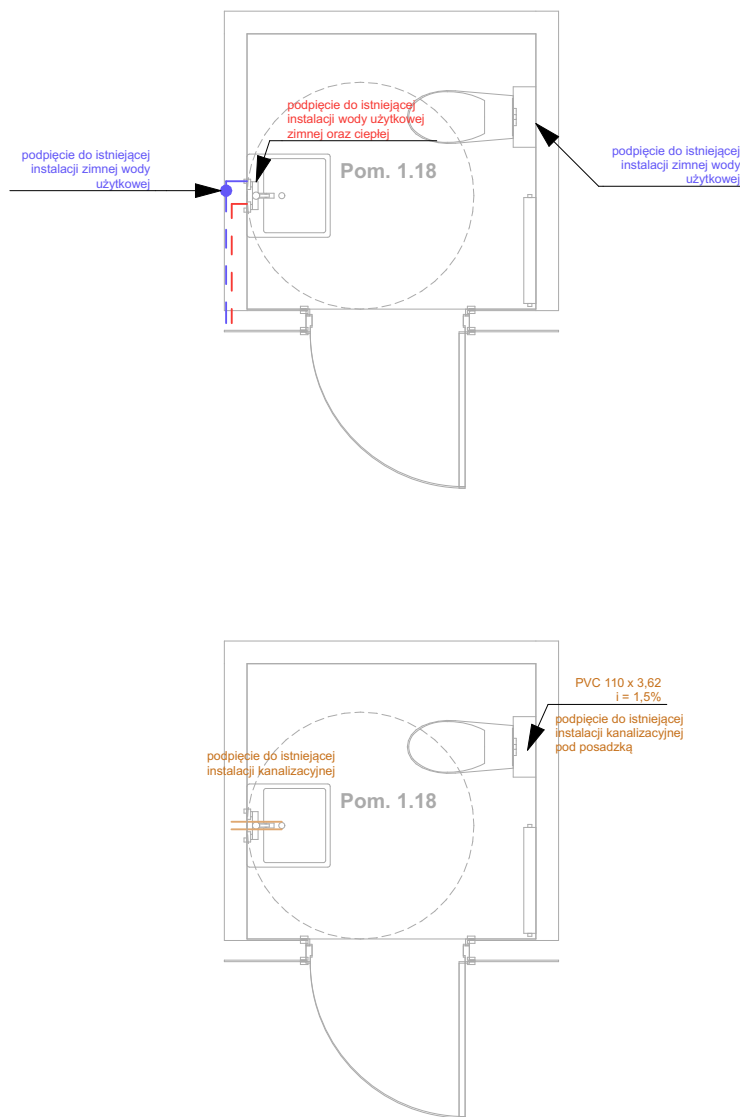 podpięcie do istniejącej
instalacji wody użytkowej
zimnej oraz ciepłej
podpięcie do istniejącej
instalacji zimnej wody
użytkowej
Pom. 1.18
podpięcie do istniejącej
instalacji zimnej wody
użytkowej
PVC 110 x 3,62
i = 1,5%
podpięcie do istniejącej
instalacji kanalizacyjnej
pod posadzką
podpięcie do istniejącej
instalacji kanalizacyjnej
Pom. 1.18